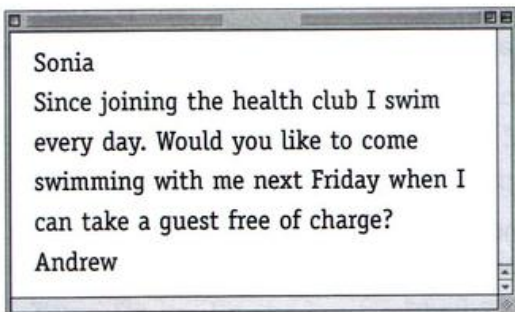 Sonia
Since joining the health club I swim
every day. Would you like to come
swimming with me next Friday when I
can take a guest free of charge?
Andrew